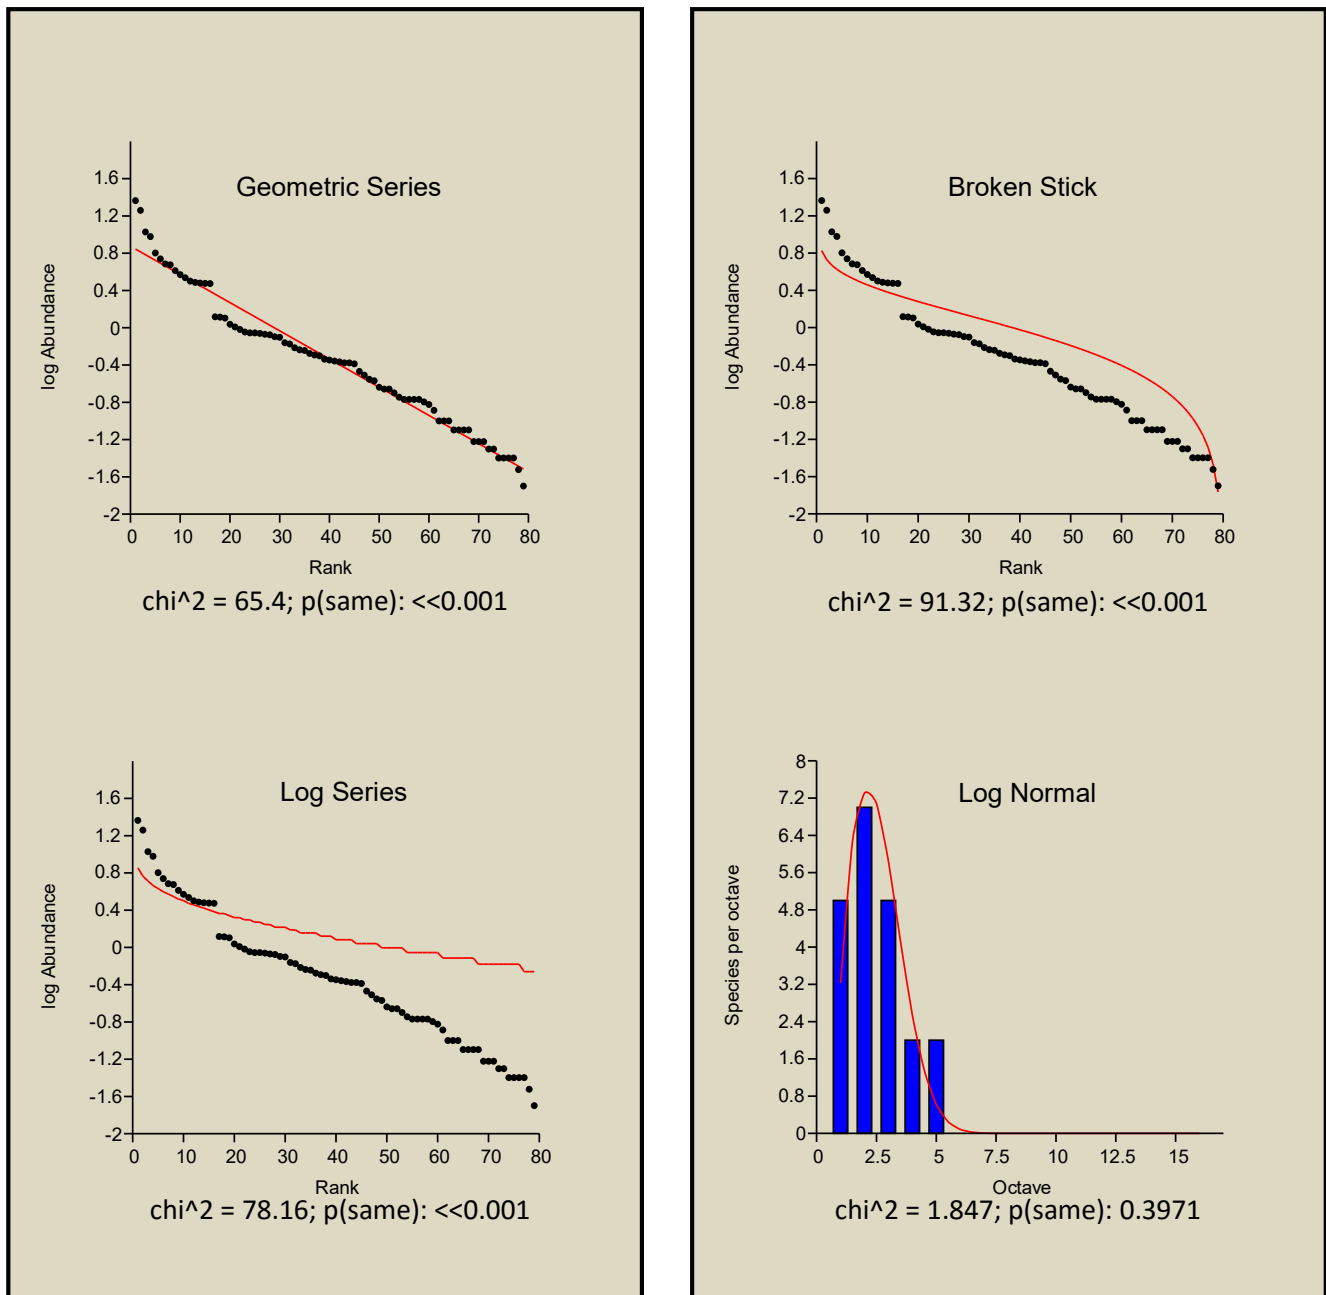 Geometric Series
log Abundance
1.6
1.2
0.8
0.4
0
-0.4
-0.8
-1.2
-1.6
-2
0 10 20 30 40 50 60 70 80
Rank
chi^2 = 65.4; p(same): <<0.001
Broken Stick
log Abundance
1.6
1.2
0.8
0.4
0
-0.4
-0.8
-1.2
-1.6
-2
0 10 20 30 40 50 60 70 80
Rank
chi^2 = 91.32; p(same): <<0.001
Log Series
log Abundance
1.6
1.2
0.8
0.4
0
-0.4
-0.8
-1.2
-1.6
-2
0 10 20 30 40 50 60 70 80
Rank
chi^2 = 78.16; p(same): <<0.001
Log Normal
Species per octave
8
7.2
6.4
5.6
4.8
4
3.2
2.4
1.6
0.8
0
0 2.5 5 7.5 10 12.5 15
Octave
chi^2 = 1.847; p(same): 0.3971